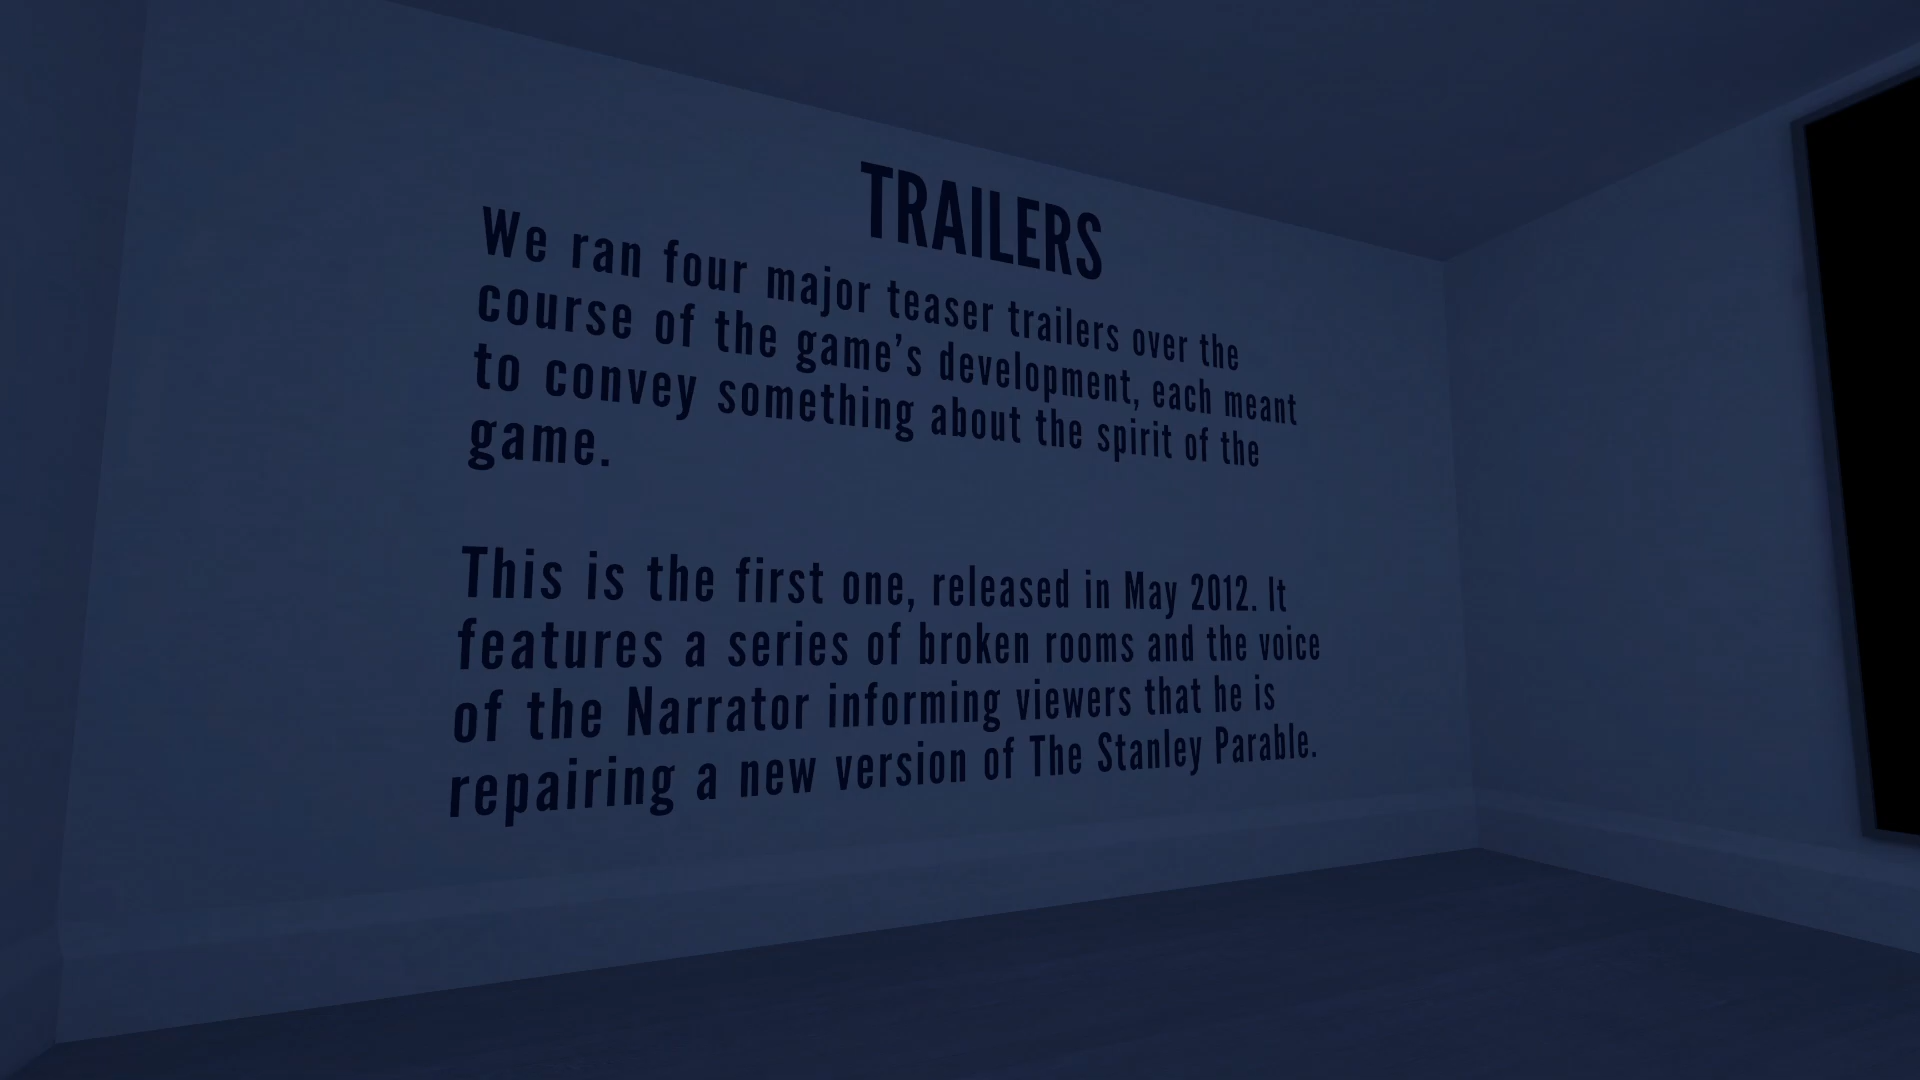 TRAILERS
We ran four major teaser trailers over the
course of the game’s development, each meant
to convey something about the spirit of the
game.
This is the first one, released in May 2012. It
features a series of broken rooms and the voice
of the Narrator informing viewers that he is
repairing a new version of The Stanley Parable.